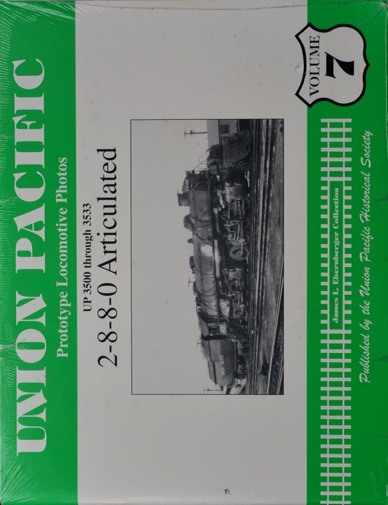 UNION PACIFIC
Prototype Locomotive Photos
UP 3500 through 3533
2-8-8-0 Articulated
VOLUME
7
James L. Ehernberger Collection
Published by the Union Pacific Historical Society